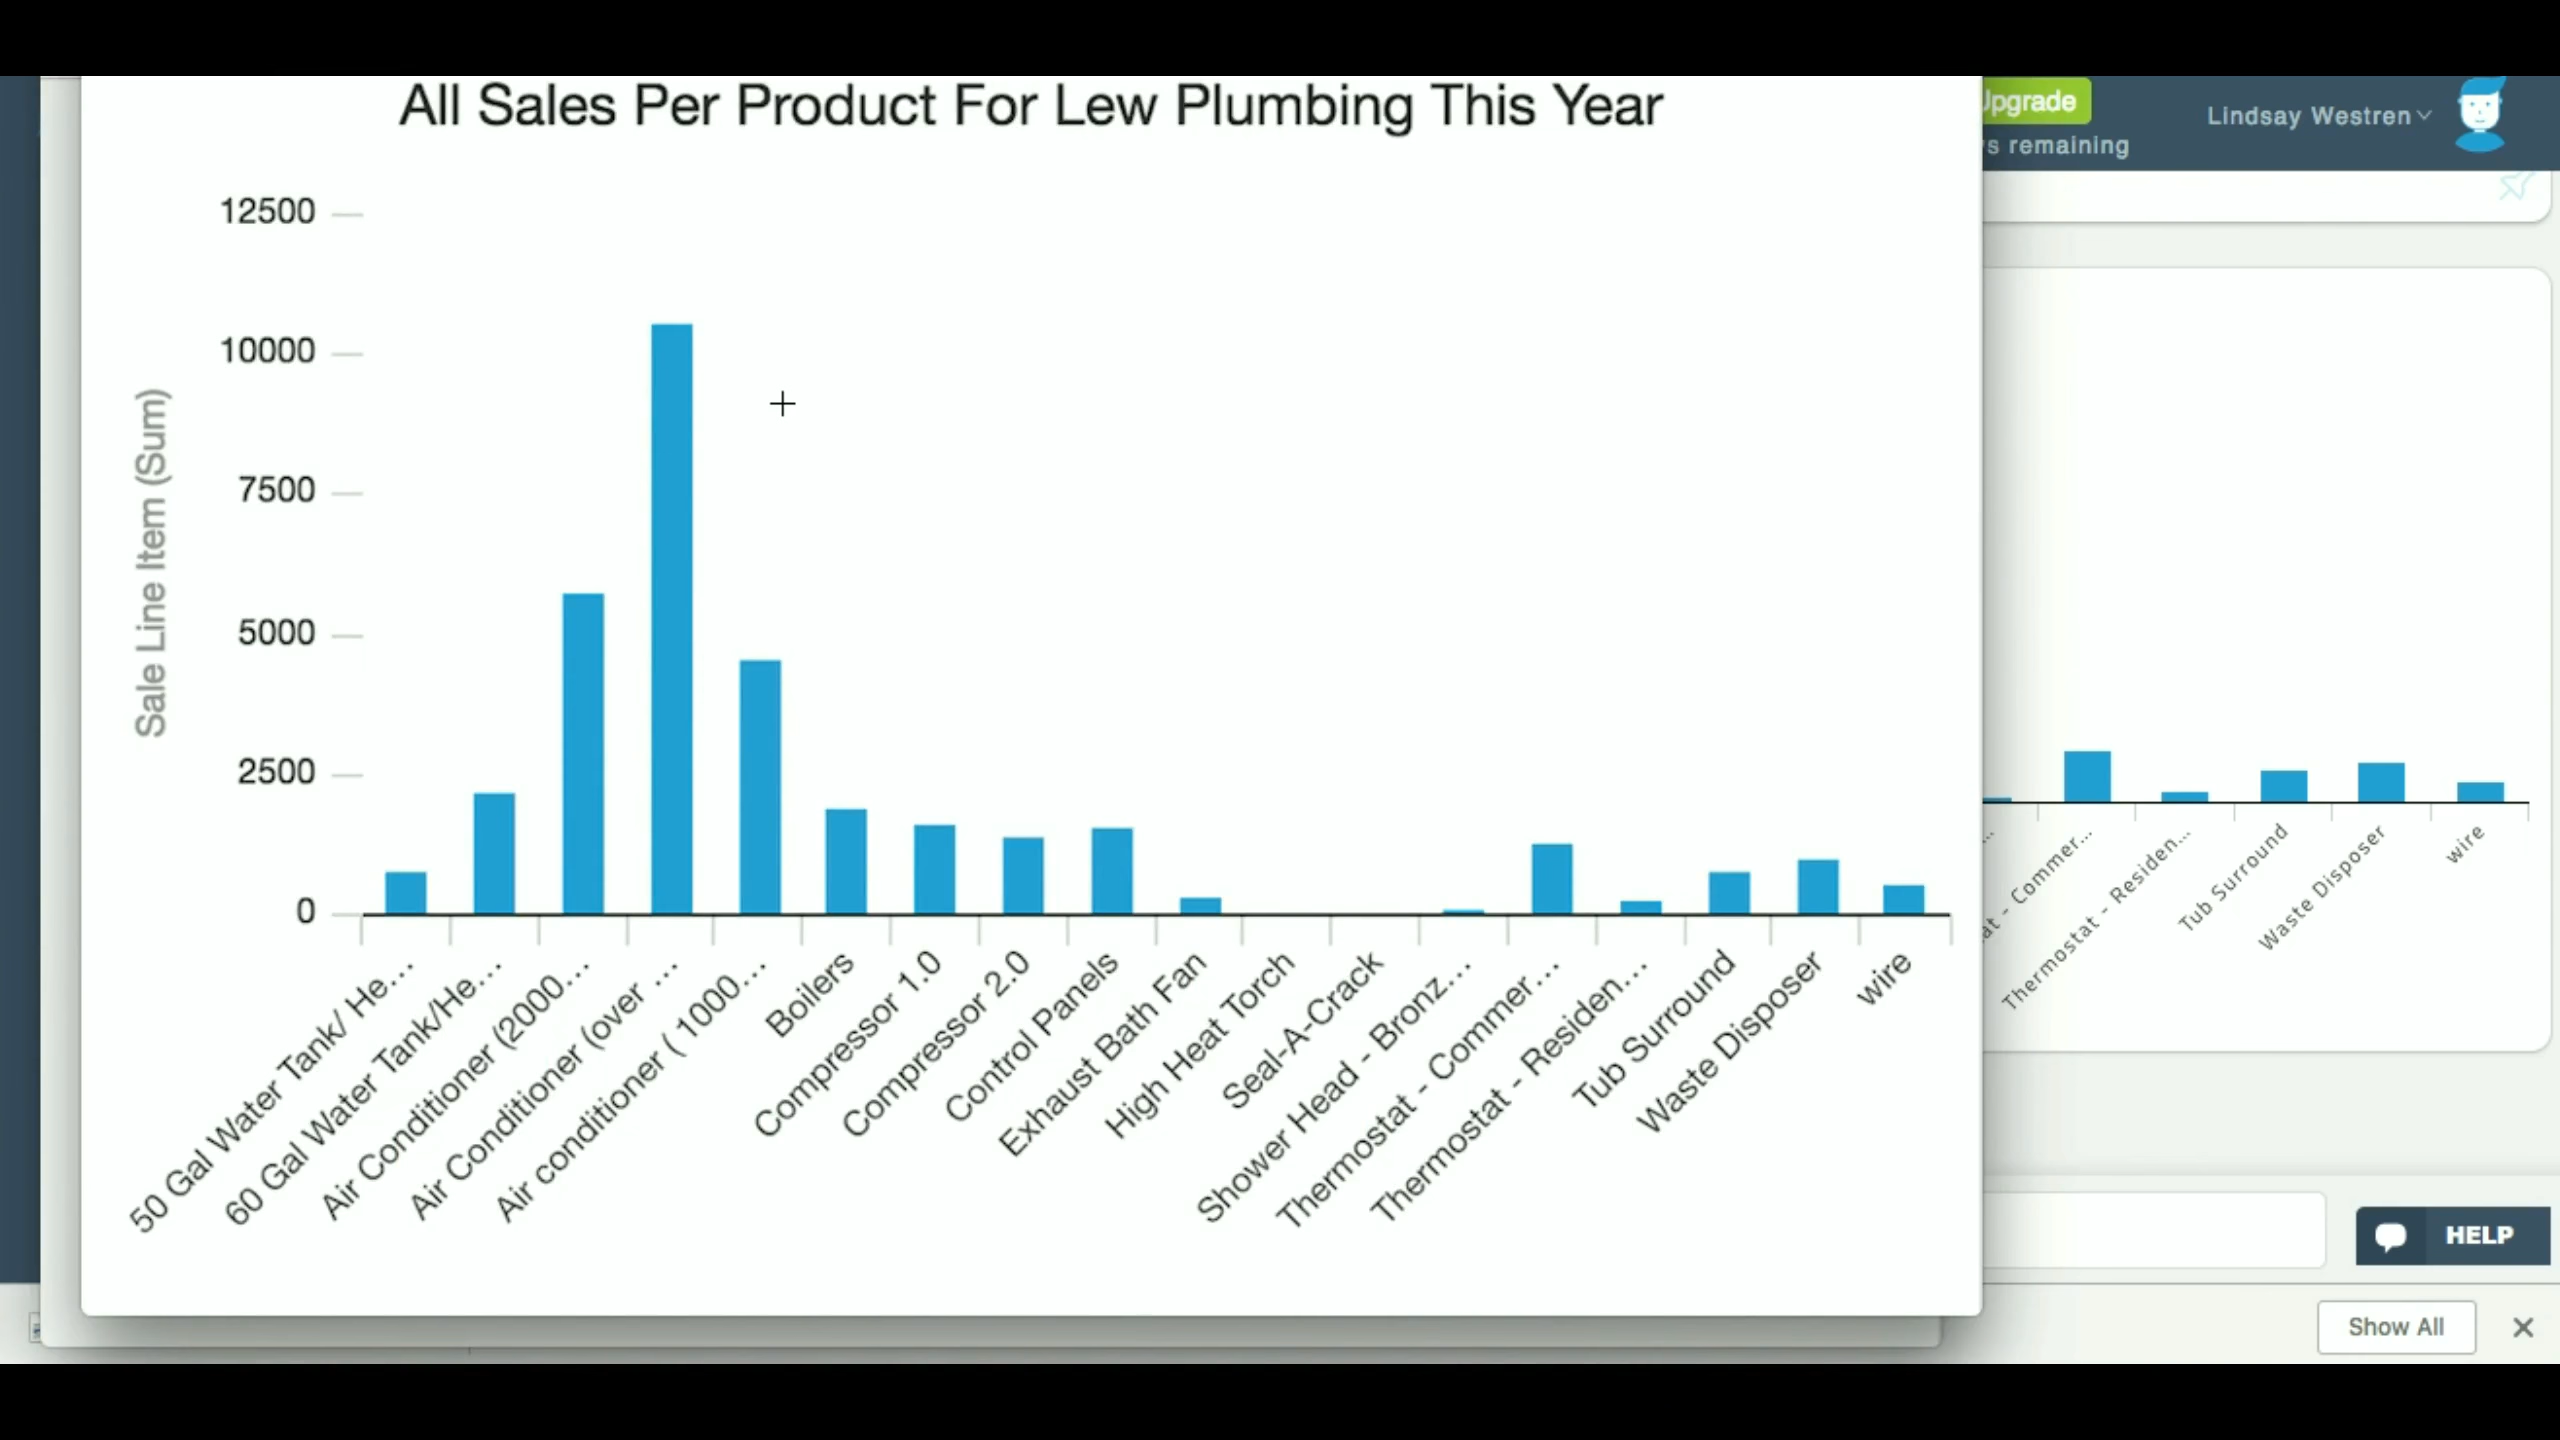 All Sales Per Product For Lew Plumbing This Year
Upgrade
remaining
Lindsay Westren
12500
10000
7500
5000
2500
0
Sale Line Item (Sum)
50 Gal Water Tank/ He...
60 Gal Water Tank/He...
Air Conditioner (2000...
Air Conditioner (over ...
Air conditioner ( 1000...
Boilers
Compressor 1.0
Compressor 2.0
Control Panels
Exhaust Bath Fan
High Heat Torch
Seal-A-Crack
Shower Head - Bronz...
Thermostat - Commer...
Thermostat - Residen...
Tub Surround
Waste Disposer
wire
at - Commer...
Thermostat - Residen...
Tub Surround
Waste Disposer
wire
HELP
Show All